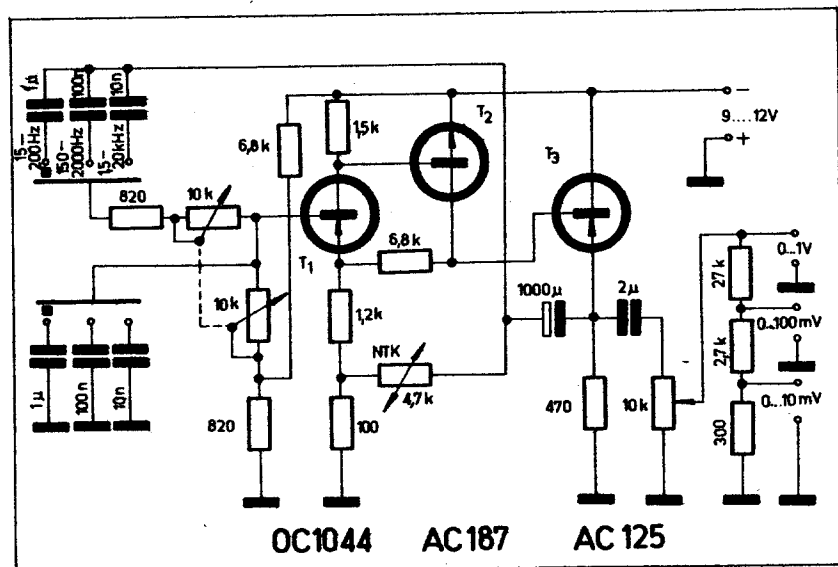 1µ
100n
10n
15-
200Hz
150-
2000Hz
1,5-
20kHz
6,8k
1,5k
T2
T3
−
9....12V
+
820
10k
T1
6,8k
10k
1,2k
NTK
4,7k
1000µ
2µ
27k
0...1V
2,7k
0...100mV
0...10mV
1µ
100n
10n
820
100
470
10k
300
OC1044 AC187 AC125